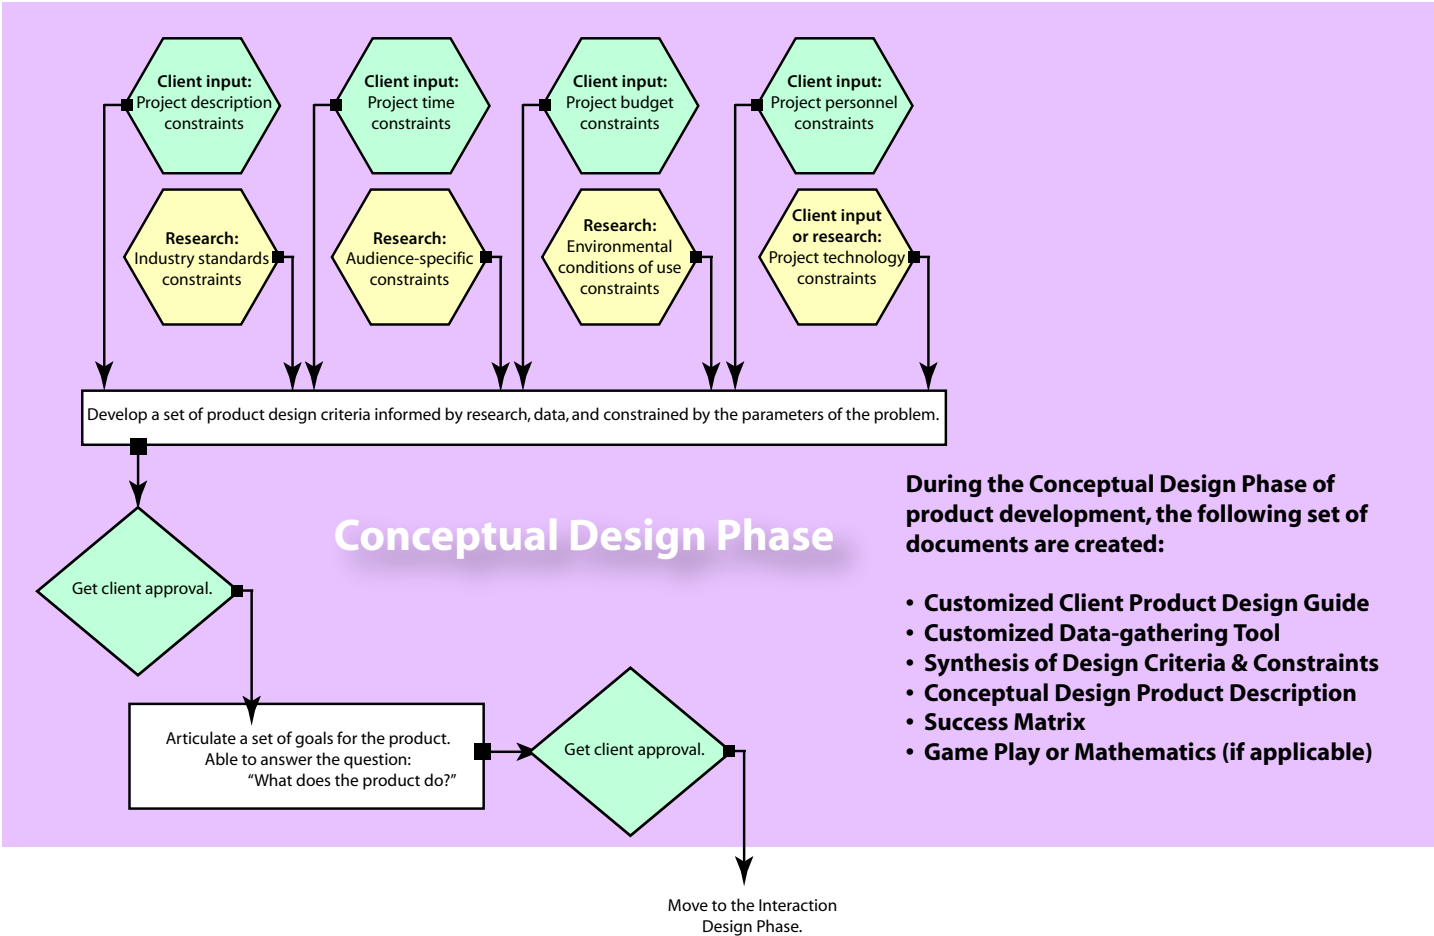 Client input:
Project description
constraints
Client input:
Project time
constraints
Client input:
Project budget
constraints
Client input:
Project personnel
constraints
Research:
Industry standards
constraints
Research:
Audience-specific
constraints
Research:
Environmental
conditions of use
constraints
Client input
or research:
Project technology
constraints
Develop a set of product design criteria informed by research, data, and constrained by the parameters of the problem.
Conceptual Design Phase
Get client approval.
Articulate a set of goals for the product.
Able to answer the question:
“What does the product do?”
Get client approval.
During the Conceptual Design Phase of
product development, the following set of
documents are created:
• Customized Client Product Design Guide
• Customized Data-gathering Tool
• Synthesis of Design Criteria & Constraints
• Conceptual Design Product Description
• Success Matrix
• Game Play or Mathematics (if applicable)
Move to the Interaction
Design Phase.